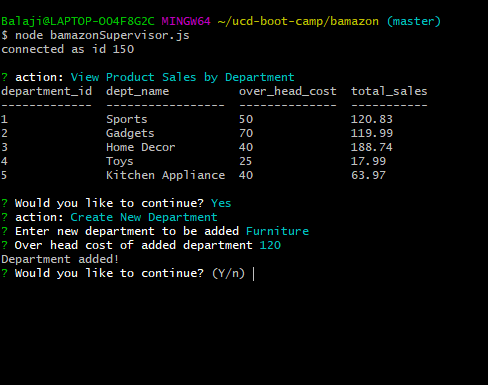 Balaji@LAPTOP-OO4F8G2C MINGW64 ~/ucd-boot-camp/bamazon (master)
$ node bamazonSupervisor.js
connected as id 150
? action: View Product Sales by Department
department_id  dept_name          over_head_cost  total_sales
-------------  -----------------  --------------  -----------
1              Sports             50              120.83
2              Gadgets            70              119.99
3              Home Decor         40              188.74
4              Toys               25              17.99
5              Kitchen Appliance  40              63.97
? Would you like to continue? Yes
? action: Create New Department
? Enter new department to be added Furniture
? Over head cost of added department 120
Department added!
? Would you like to continue? (Y/n)